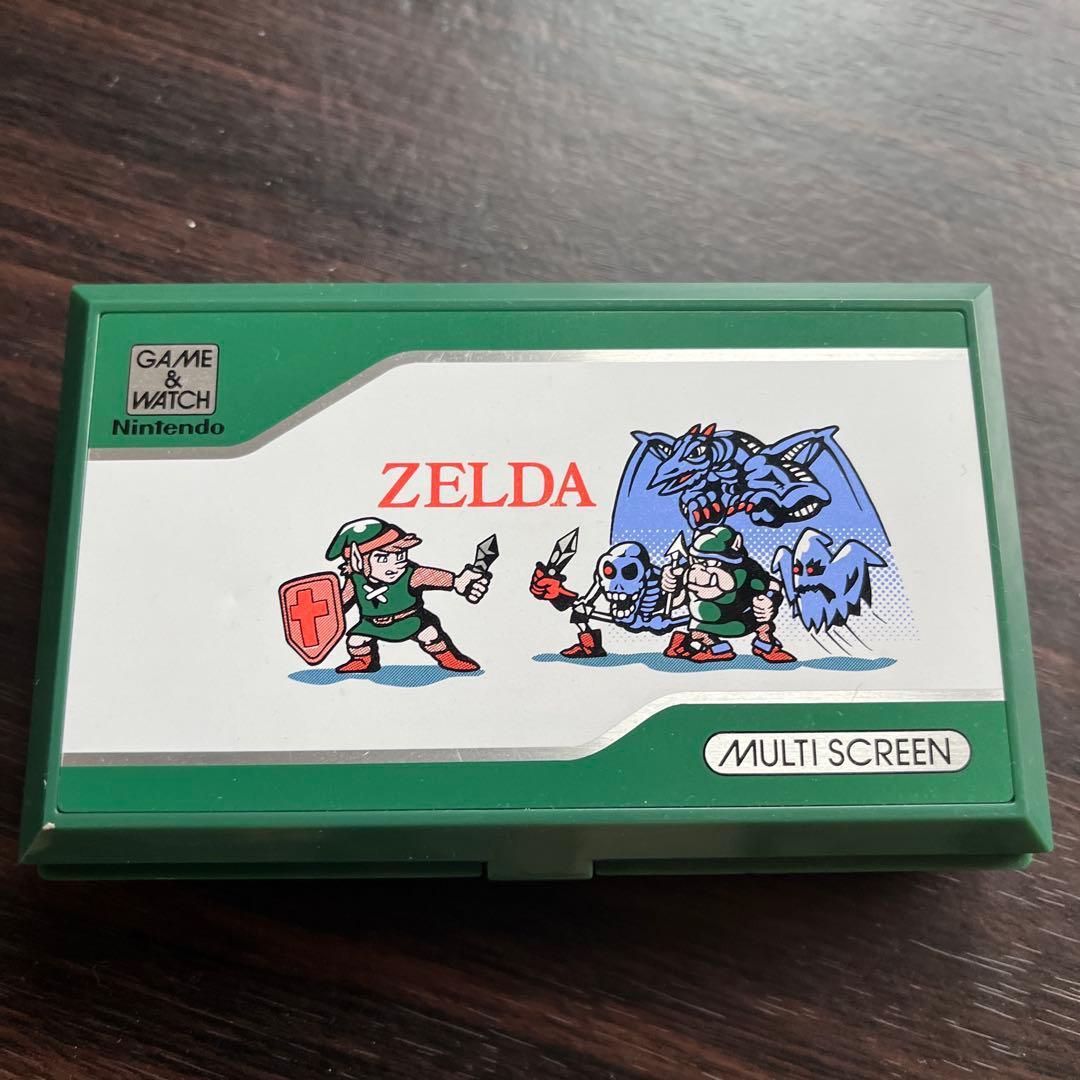 GAME
&
WATCH
Nintendo
ZELDA
MULTI SCREEN